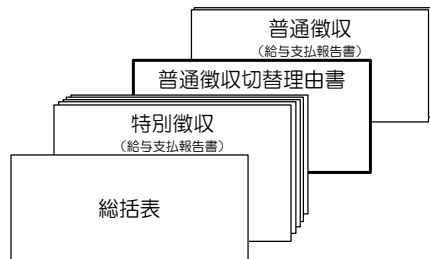 普通徴収
（給与支払報告書）
普通徴収切替理由書
特別徴収
（給与支払報告書）
総括表